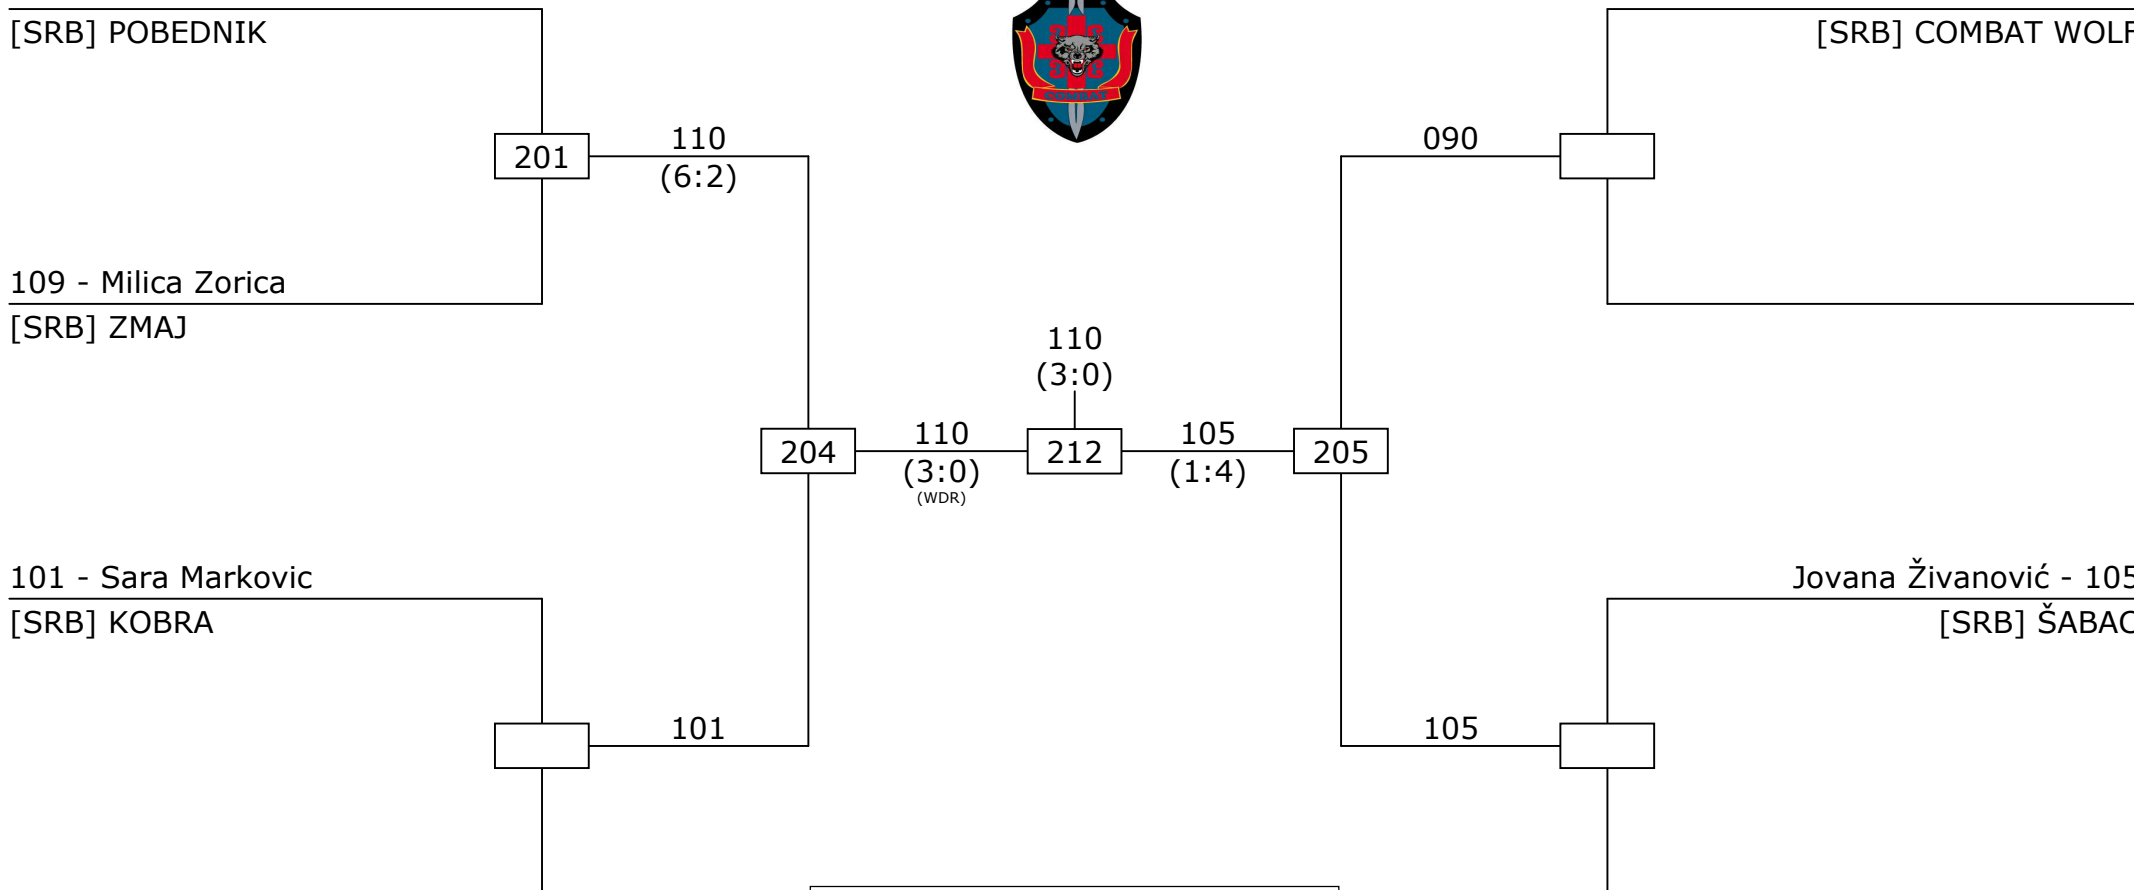 [SRB] POBEDNIK
[SRB] COMBAT WOLF
COMBAT
201
110
(6:2)
090
109 - Milica Zorica
[SRB] ZMAJ
110
(3:0)
204
110
(3:0)
(WDR)
212
105
(1:4)
205
101 - Sara Markovic
[SRB] KOBRA
Jovana Živanović - 105
[SRB] ŠABAC
101
105